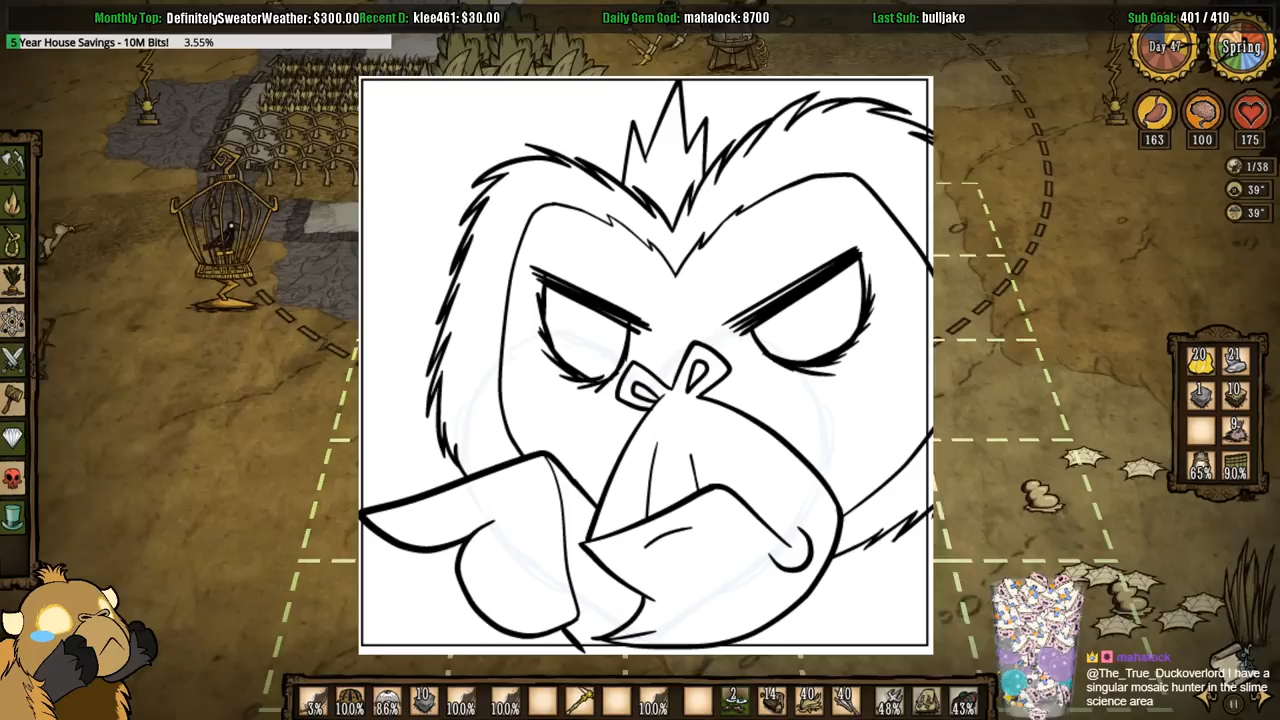 Monthly Top: DefinitelySweaterWeather: $300.00
Recent D: klee461: $30.00
Daily Gem God: mahalock: 8700
Last Sub: bulljake
Sub Goal: 401 / 410
5 Year House Savings - 10M Bits! 3.55%
Day 47
Spring
163
100
175
1/38
39°
39°
20
21
1
10
9
65%
90%
mahalock
@The_True_Duckoverlord I have a
singular mosaic hunter in the slime
science area
3%
100%
86%
10
100%
100%
100%
2
14
40
40
48%
43%